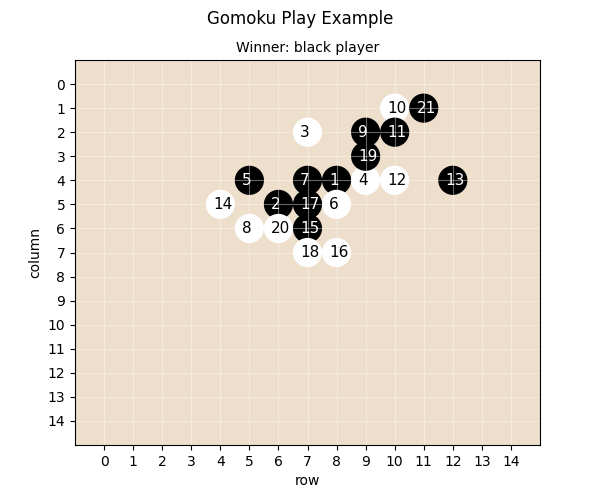 Gomoku Play Example
Winner: black player
0
1 10 21
2 3 9 11
3 19
4 5 7 1 4 12 13
5 14 2 17 6
6 8 20 15
7 18 16
8
9
10
11
12
13
14
column
0 1 2 3 4 5 6 7 8 9 10 11 12 13 14
row